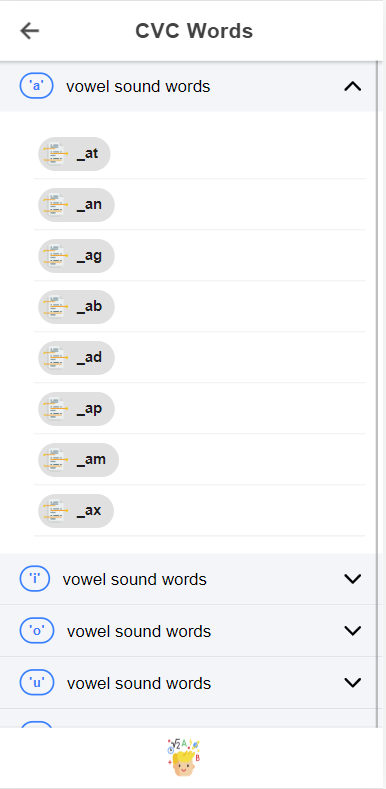 CVC Words
'a' vowel sound words
_at
_an
_ag
_ab
_ad
_ap
_am
_ax
'i' vowel sound words
'o' vowel sound words
'u' vowel sound words